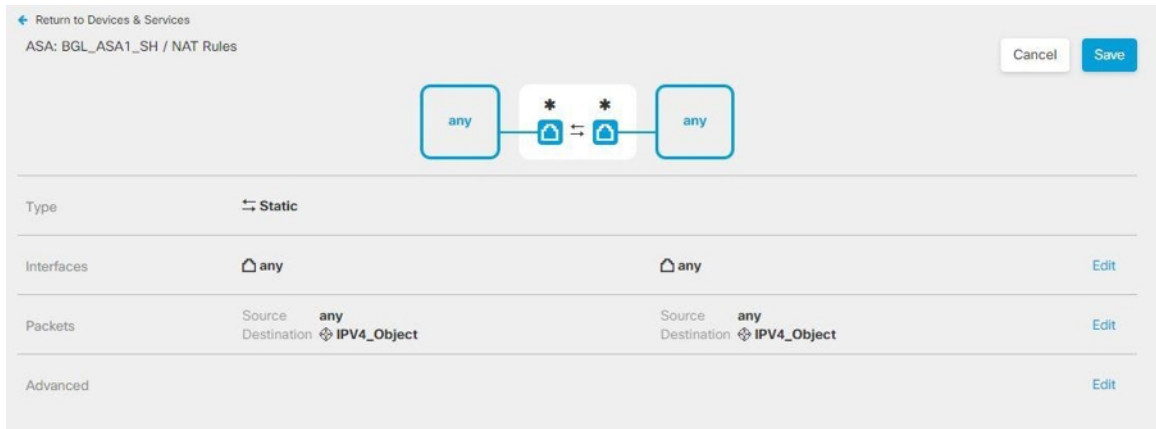 Return to Devices & Services
ASA: BGL_ASA1_SH / NAT Rules
Cancel Save
any * * any
Type Static
Interfaces any any Edit
Packets Source any Source any Edit
Destination IPV4_Object Destination IPV4_Object
Advanced Edit